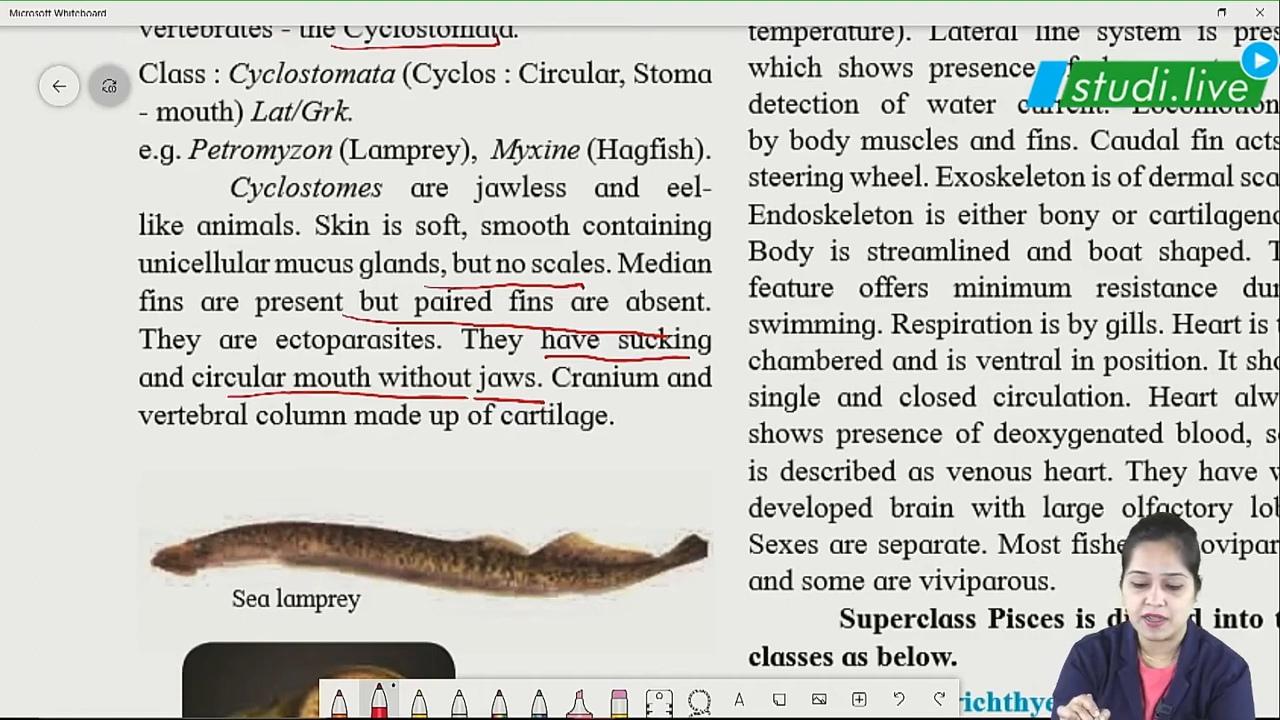 Microsoft Whiteboard
vertebrates - the Cyclostomata.
Class : Cyclostomata (Cyclos : Circular, Stoma
- mouth) Lat/Grk.
e.g. Petromyzon (Lamprey), Myxine (Hagfish).
Cyclostomes are jawless and eel-
like animals. Skin is soft, smooth containing
unicellular mucus glands, but no scales. Median
fins are present but paired fins are absent.
They are ectoparasites. They have sucking
and circular mouth without jaws. Cranium and
vertebral column made up of cartilage.
Sea lamprey
temperature). Lateral line system is
which shows presence
detection of water
by body muscles and fins. Caudal fin acts
steering wheel. Exoskeleton is of dermal
Endoskeleton is either bony or
Body is streamlined and boat shaped.
feature offers minimum resistance
swimming. Respiration is by gills. Heart is
chambered and is ventral in position. It
single and closed circulation. Heart
shows presence of deoxygenated blood,
is described as venous heart. They have
developed brain with large olfactory
Sexes are separate. Most
and some are viviparous.
Superclass Pisces is into
classes as below.
studi.live
A